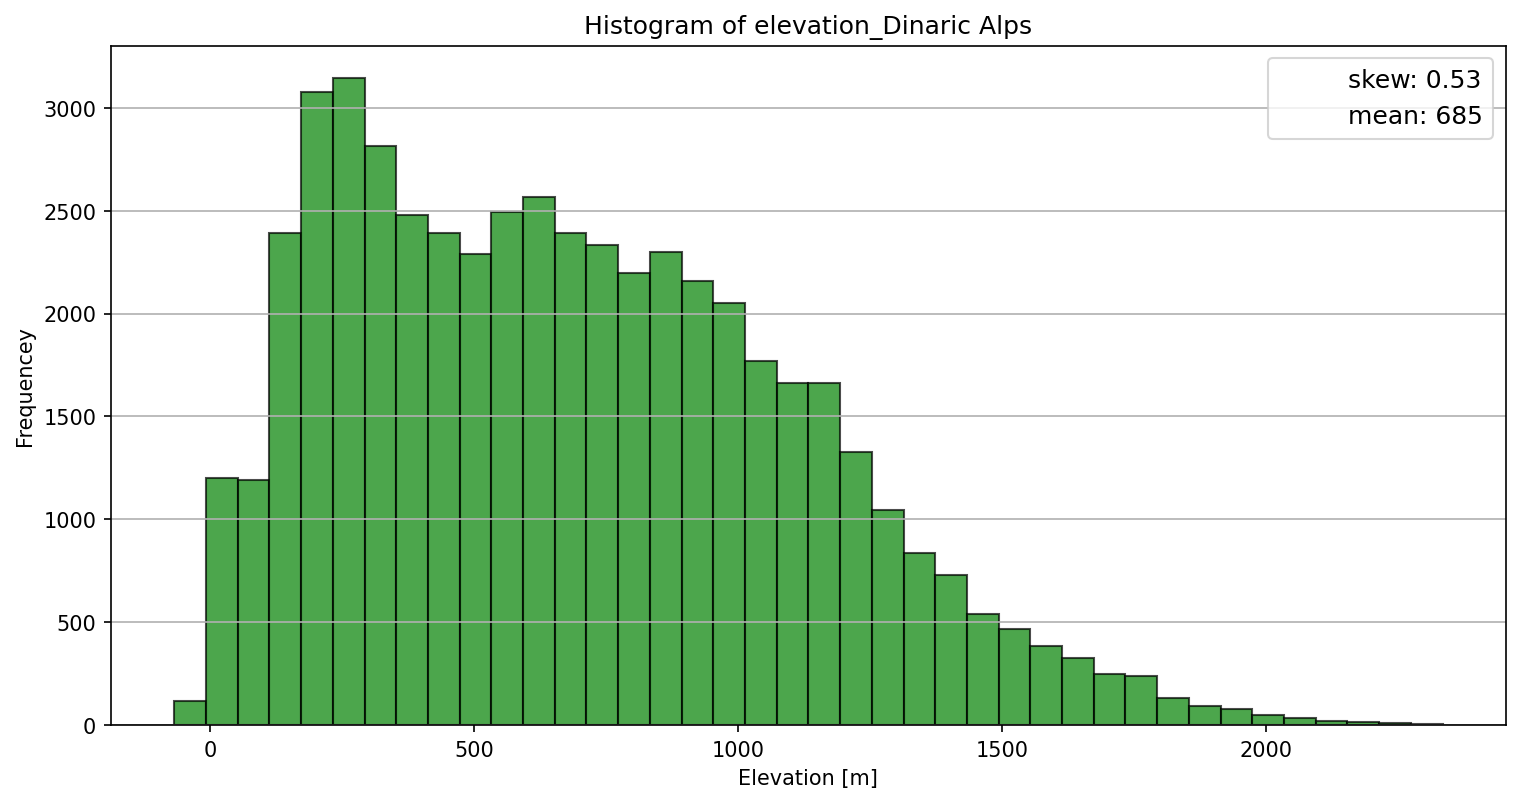 Histogram of elevation_Dinaric Alps
skew: 0.53
mean: 685
Frequencey
3000
2500
2000
1500
1000
500
0
0 500 1000 1500 2000
Elevation [m]